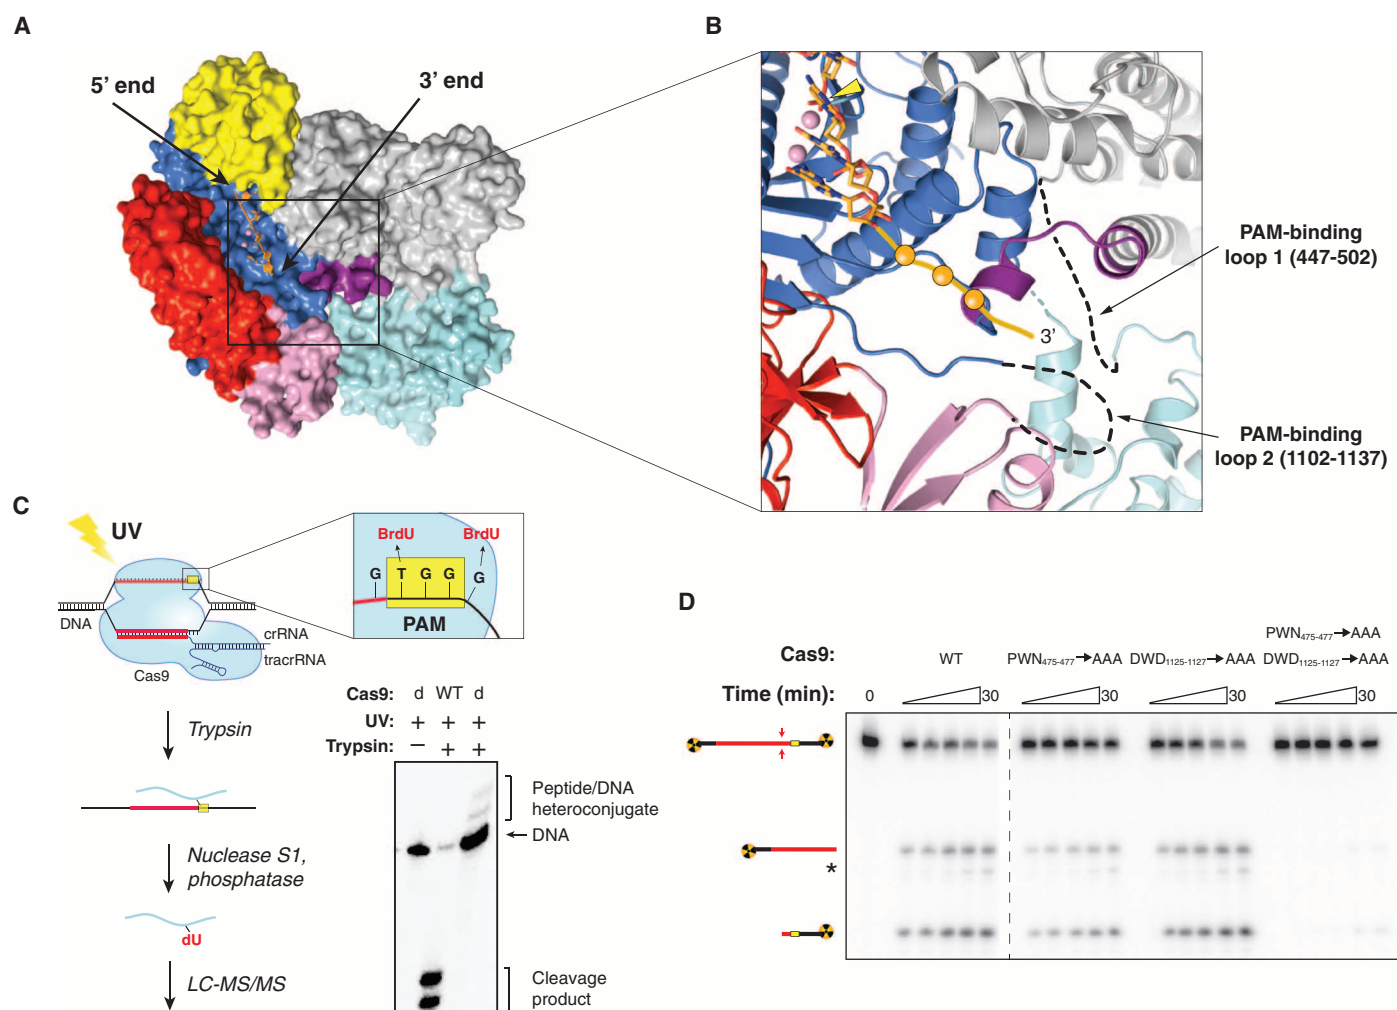 A
5' end
3' end
B
PAM-binding
loop 1 (447-502)
3'
PAM-binding
loop 2 (1102-1137)
C
UV
BrdU
BrdU
G
T
G
G
G
PAM
DNA
crRNA
tracrRNA
Cas9
Trypsin
Nuclease S1,
phosphatase
dU
LC-MS/MS
Cas9: d WT d
UV: + + +
Trypsin: – + +
Peptide/DNA
heteroconjugate
DNA
Cleavage
product
D
PWN475-477→AAA
Cas9: WT PWN475-477→AAA DWD1125-1127→AAA DWD1125-1127→AAA
Time (min): 0 30 30 30 30
*